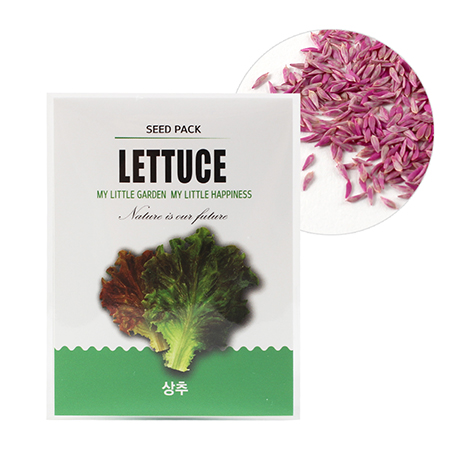 SEED PACK
LETTUCE
MY LITTLE GARDEN MY LITTLE HAPPINESS
Nature is our future
상추